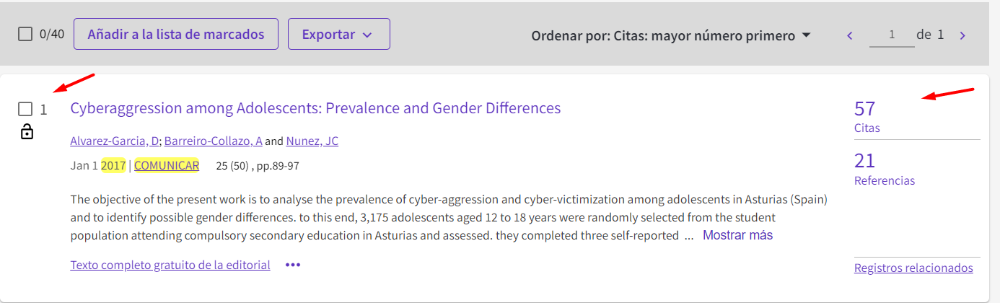 0/40 Añadir a la lista de marcados Exportar Ordenar por: Citas: mayor número primero 1 de 1
1 Cyberaggression among Adolescents: Prevalence and Gender Differences
Alvarez-Garcia, D; Barreiro-Collazo, A and Nunez, JC
Jan 1 2017 | COMUNICAR 25 (50) , pp.89-97
The objective of the present work is to analyse the prevalence of cyber-aggression and cyber-victimization among adolescents in Asturias (Spain)
and to identify possible gender differences. to this end, 3,175 adolescents aged 12 to 18 years were randomly selected from the student
population attending compulsory secondary education in Asturias and assessed. they completed three self-reported ... Mostrar más
Texto completo gratuito de la editorial •••
57
Citas
21
Referencias
Registros relacionados